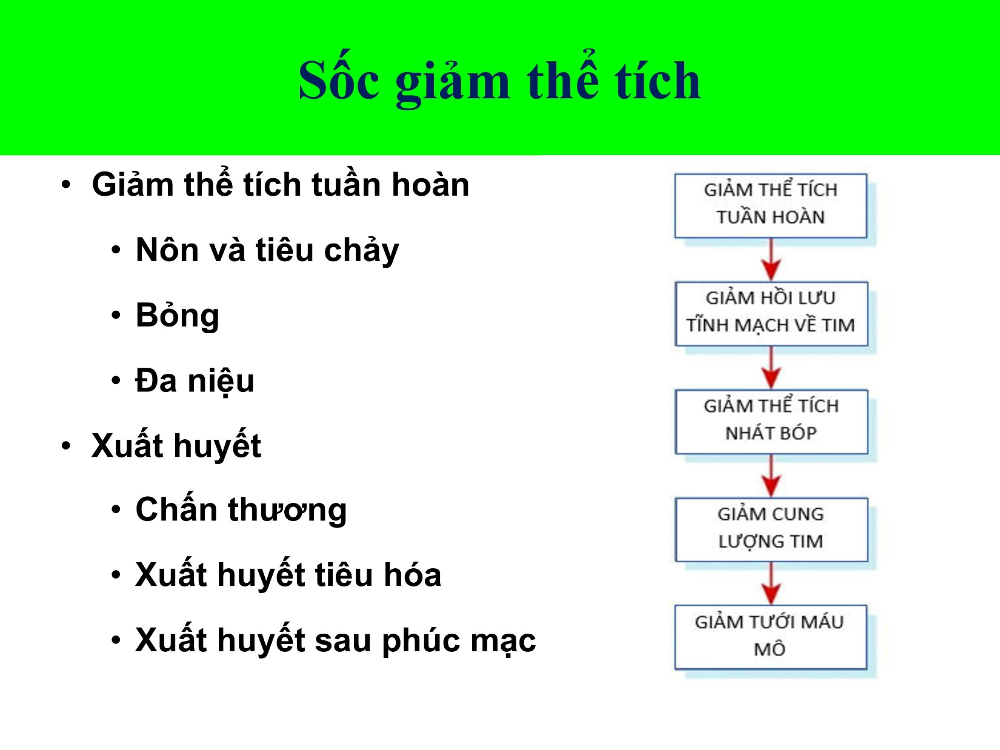 Sốc giảm thể tích
• Giảm thể tích tuần hoàn
• Nôn và tiêu chảy
• Bỏng
• Đa niệu
• Xuất huyết
• Chấn thương
• Xuất huyết tiêu hóa
• Xuất huyết sau phúc mạc
GIẢM THỂ TÍCH
TUẦN HOÀN
GIẢM HỒI LƯU
TĨNH MẠCH VỀ TIM
GIẢM THỂ TÍCH
NHÁT BÓP
GIẢM CUNG
LƯỢNG TIM
GIẢM TƯỚI MÁU
MÔ